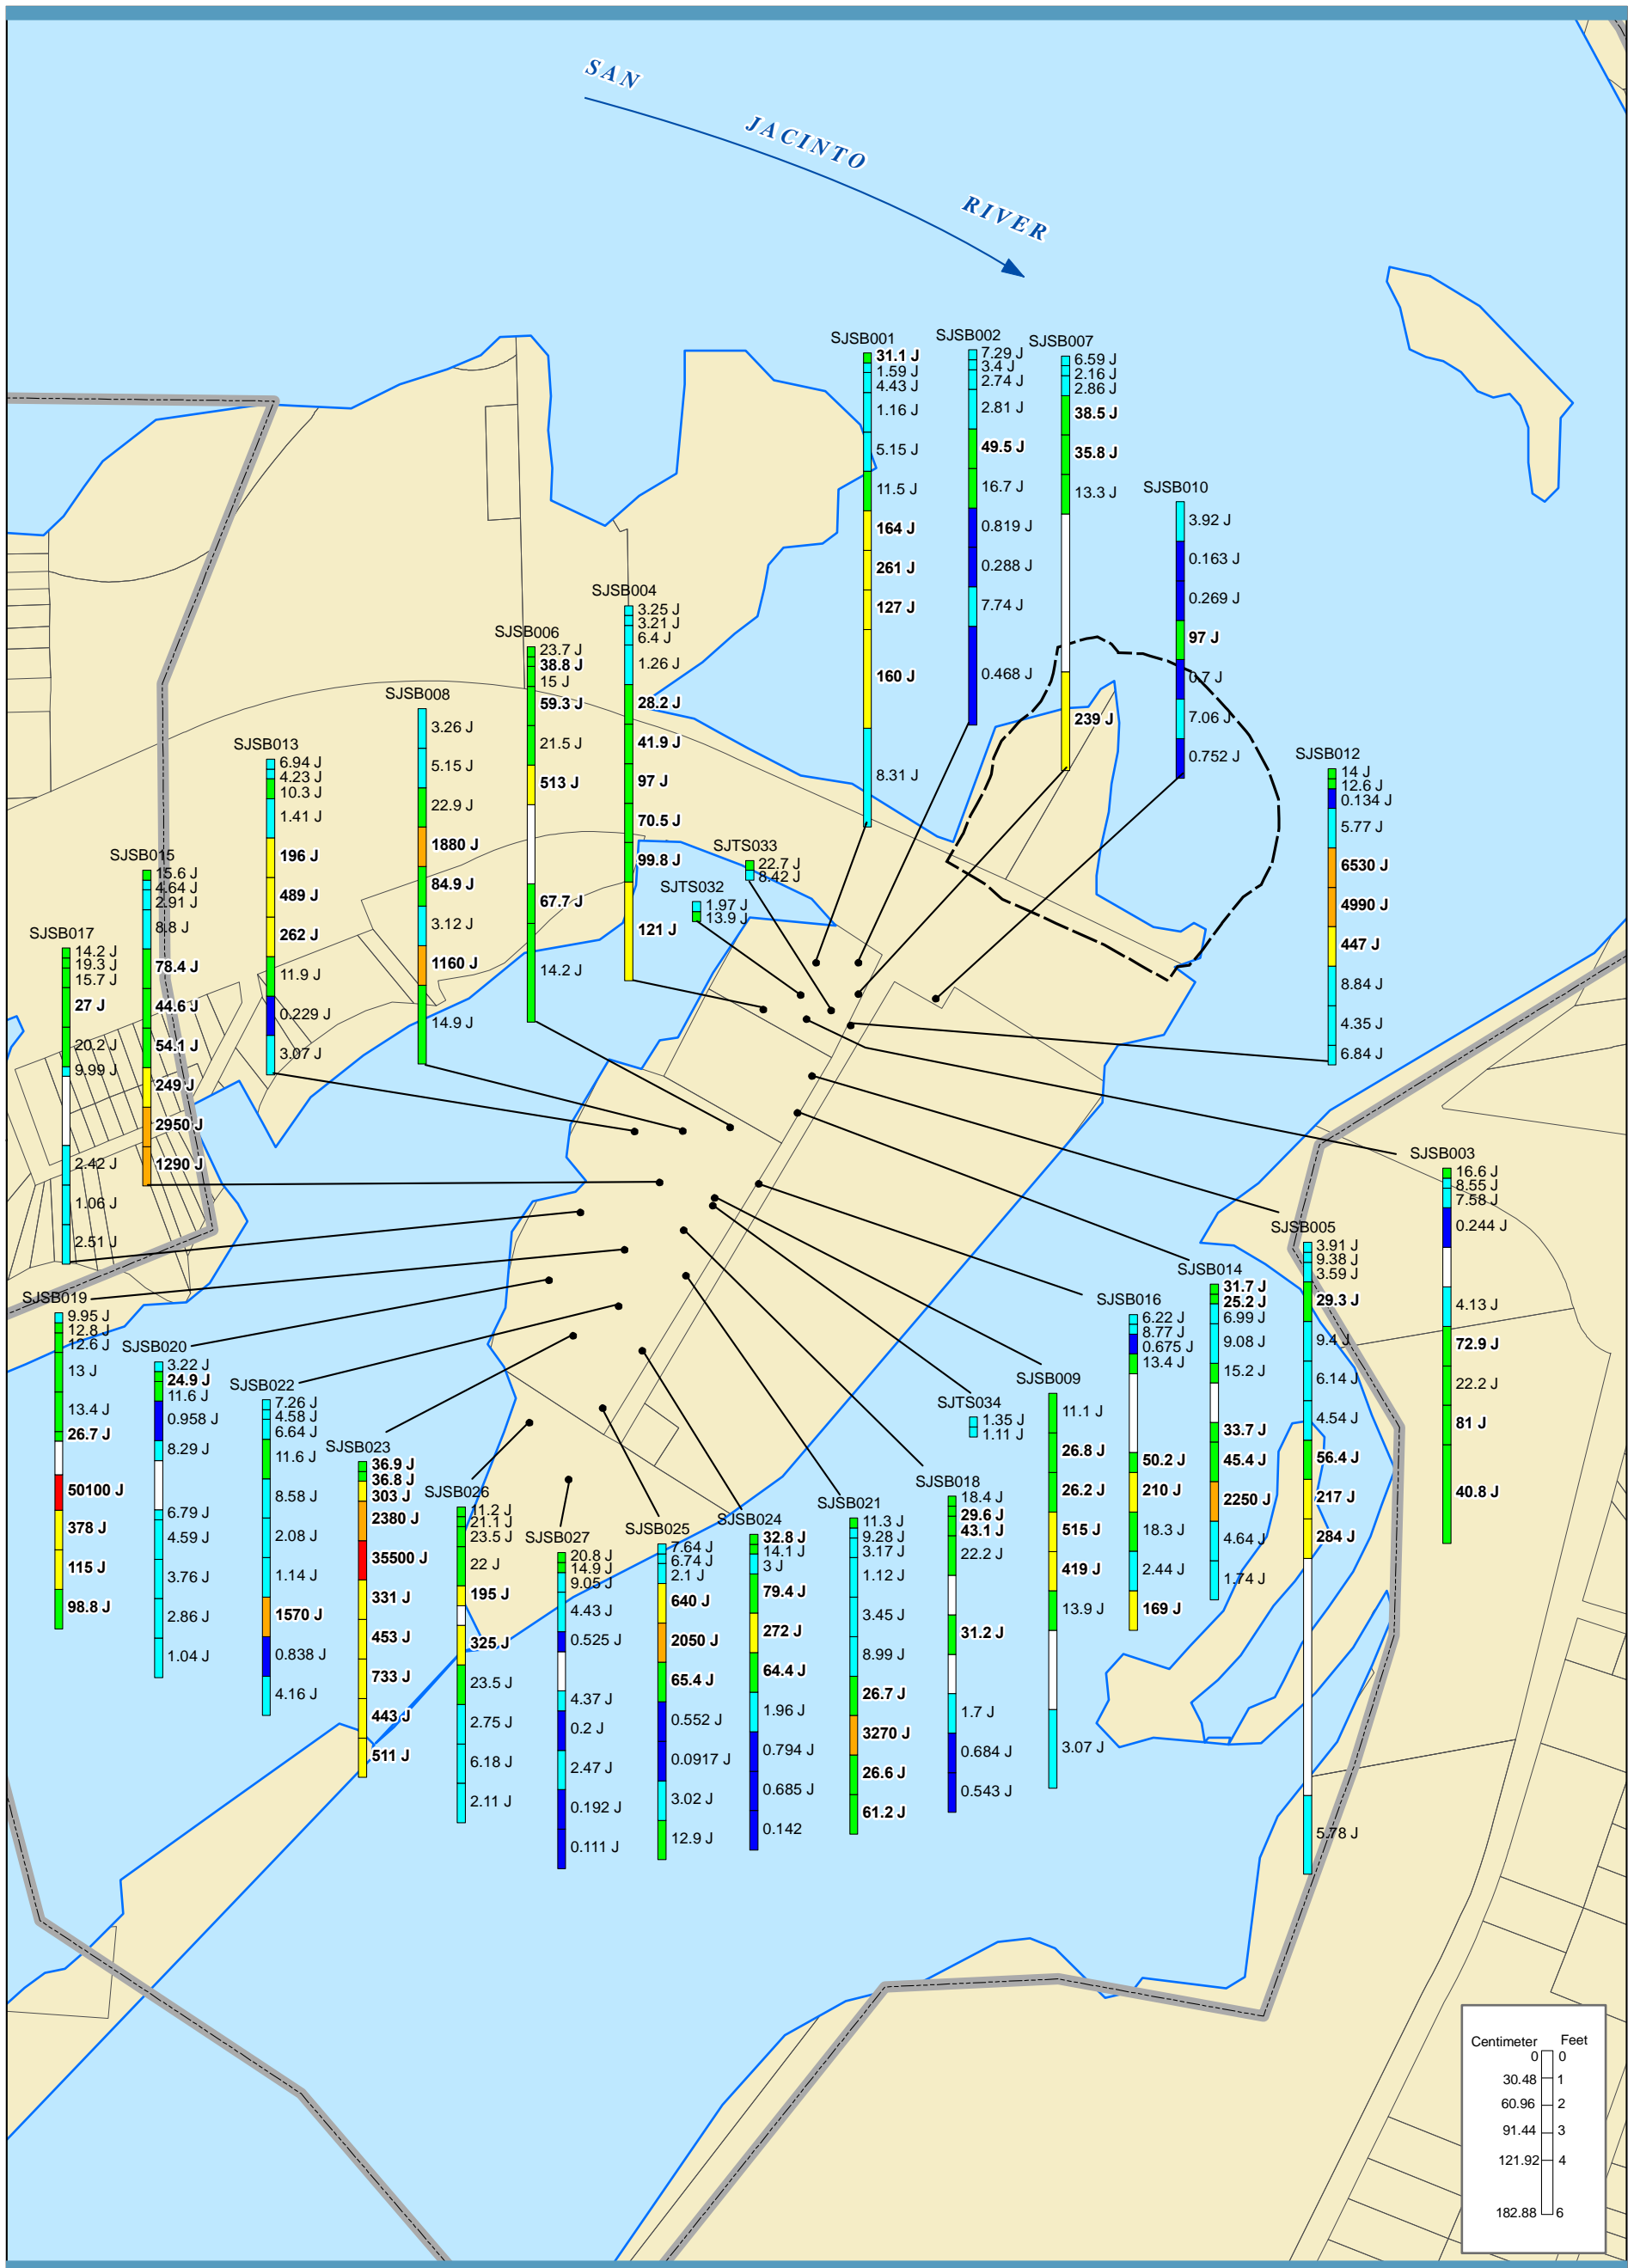 SAN
JACINTO
RIVER
SJSB001
31.1 J
1.59 J
4.43 J
1.16 J
5.15 J
11.5 J
164 J
261 J
127 J
160 J
8.31 J
SJSB002
7.29 J
3.4 J
2.74 J
2.81 J
49.5 J
16.7 J
0.819 J
0.288 J
7.74 J
0.468 J
SJSB007
6.59 J
2.16 J
2.86 J
38.5 J
35.8 J
13.3 J
239 J
SJSB010
3.92 J
0.163 J
0.269 J
97 J
0.7 J
7.06 J
0.752 J
SJSB004
3.25 J
3.21 J
6.4 J
1.26 J
28.2 J
41.9 J
97 J
70.5 J
99.8 J
121 J
SJSB006
23.7 J
38.8 J
15 J
59.3 J
21.5 J
513 J
67.7 J
14.2 J
SJSB008
3.26 J
5.15 J
22.9 J
1880 J
84.9 J
3.12 J
1160 J
14.9 J
SJSB013
6.94 J
4.23 J
10.3 J
1.41 J
196 J
489 J
262 J
11.9 J
0.229 J
3.07 J
SJSB012
14 J
12.6 J
0.134 J
5.77 J
6530 J
4990 J
447 J
8.84 J
4.35 J
6.84 J
SJSB015
15.6 J
4.64 J
2.91 J
8.8 J
78.4 J
44.6 J
54.1 J
249 J
2950 J
1290 J
SJTS033
22.7 J
8.42 J
SJTS032
1.97 J
13.9 J
SJSB017
14.2 J
19.3 J
15.7 J
27 J
20.2 J
9.99 J
2.42 J
1.06 J
2.51 J
SJSB003
16.6 J
8.55 J
7.58 J
0.244 J
4.13 J
72.9 J
22.2 J
81 J
40.8 J
SJSB005
3.91 J
9.38 J
3.59 J
29.3 J
9.4 J
6.14 J
4.54 J
56.4 J
217 J
284 J
5.78 J
SJSB014
31.7 J
25.2 J
6.99 J
9.08 J
15.2 J
33.7 J
45.4 J
2250 J
4.64 J
1.74 J
SJSB016
6.22 J
8.77 J
0.675 J
13.4 J
50.2 J
210 J
18.3 J
2.44 J
169 J
SJSB019
9.95 J
12.8 J
12.6 J
13 J
13.4 J
26.7 J
50100 J
378 J
115 J
98.8 J
SJSB020
3.22 J
24.9 J
11.6 J
0.958 J
8.29 J
6.79 J
4.59 J
3.76 J
2.86 J
1.04 J
SJSB022
7.26 J
4.58 J
6.64 J
11.6 J
8.58 J
2.08 J
1.14 J
1570 J
0.838 J
4.16 J
SJSB009
11.1 J
26.8 J
26.2 J
515 J
419 J
13.9 J
3.07 J
SJTS034
1.35 J
1.11 J
SJSB023
36.9 J
36.8 J
303 J
2380 J
35500 J
331 J
453 J
733 J
443 J
511 J
SJSB026
11.2 J
21.1 J
23.5 J
22 J
195 J
325 J
23.5 J
2.75 J
6.18 J
2.11 J
SJSB018
18.4 J
29.6 J
43.1 J
22.2 J
31.2 J
1.7 J
0.684 J
0.543 J
SJSB021
11.3 J
9.28 J
3.17 J
1.12 J
3.45 J
8.99 J
26.7 J
3270 J
26.6 J
61.2 J
SJSB024
32.8 J
14.1 J
3 J
79.4 J
272 J
64.4 J
1.96 J
0.794 J
0.685 J
0.142
SJSB025
7.64 J
6.74 J
2.1 J
640 J
2050 J
65.4 J
0.552 J
0.0917 J
3.02 J
12.9 J
SJSB027
20.8 J
14.9 J
9.05 J
4.43 J
0.525 J
4.37 J
0.2 J
2.47 J
0.192 J
0.111 J
Centimeter Feet
0 0
30.48 1
60.96 2
91.44 3
121.92 4
182.88 6